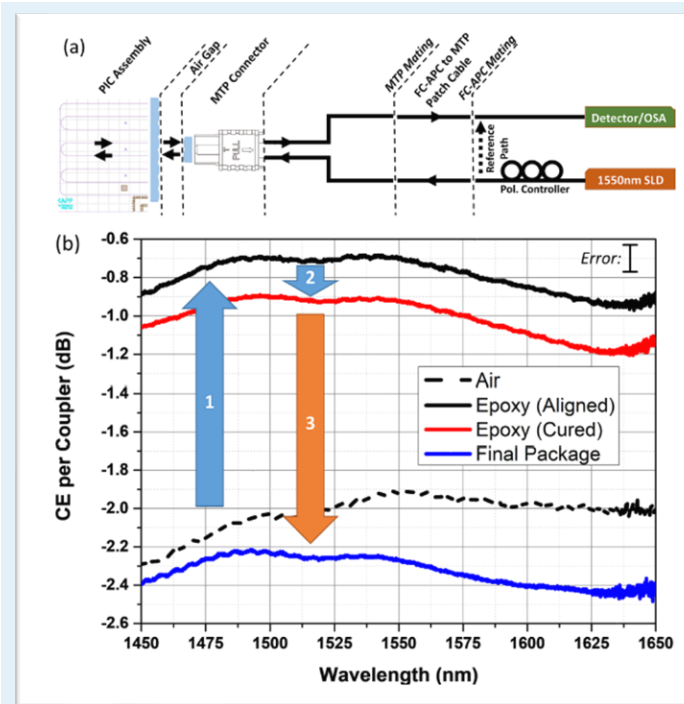 (a)
PIC Assembly
Air Gap
MTP Connector
MTP Mating
FC-APC to MTP
Patch Cable
FC-APC Mating
PULL
Detector/OSA
Reference
Path
Pol. Controller
1550nm SLD
(b)
Error:
2
1
3
Air
Epoxy (Aligned)
Epoxy (Cured)
Final Package
CE per Coupler (dB)
-0.6
-0.8
-1.0
-1.2
-1.4
-1.6
-1.8
-2.0
-2.2
-2.4
-2.6
1450 1475 1500 1525 1550 1575 1600 1625 1650
Wavelength (nm)